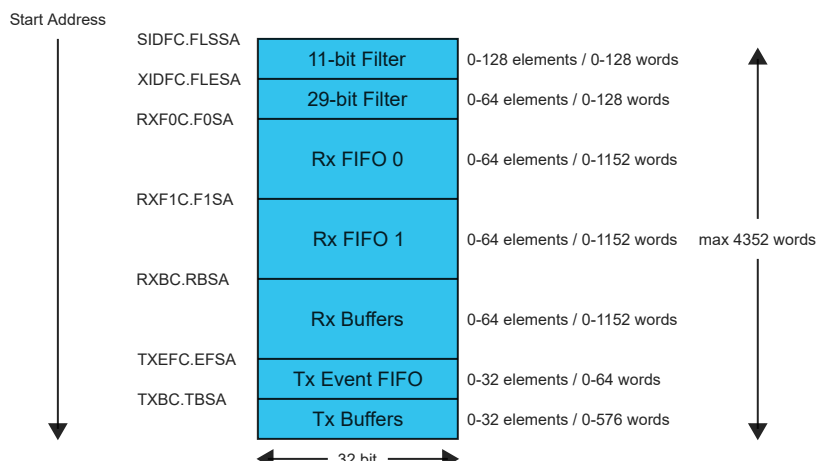 Start Address
SIDFC.FLSSA
11-bit Filter
0-128 elements / 0-128 words
XIDFC.FLESA
29-bit Filter
0-64 elements / 0-128 words
RXF0C.F0SA
Rx FIFO 0
0-64 elements / 0-1152 words
RXF1C.F1SA
Rx FIFO 1
0-64 elements / 0-1152 words
max 4352 words
RXBC.RBSA
Rx Buffers
0-64 elements / 0-1152 words
TXEFC.EFSA
Tx Event FIFO
0-32 elements / 0-64 words
TXBC.TBSA
Tx Buffers
0-32 elements / 0-576 words
32 bit